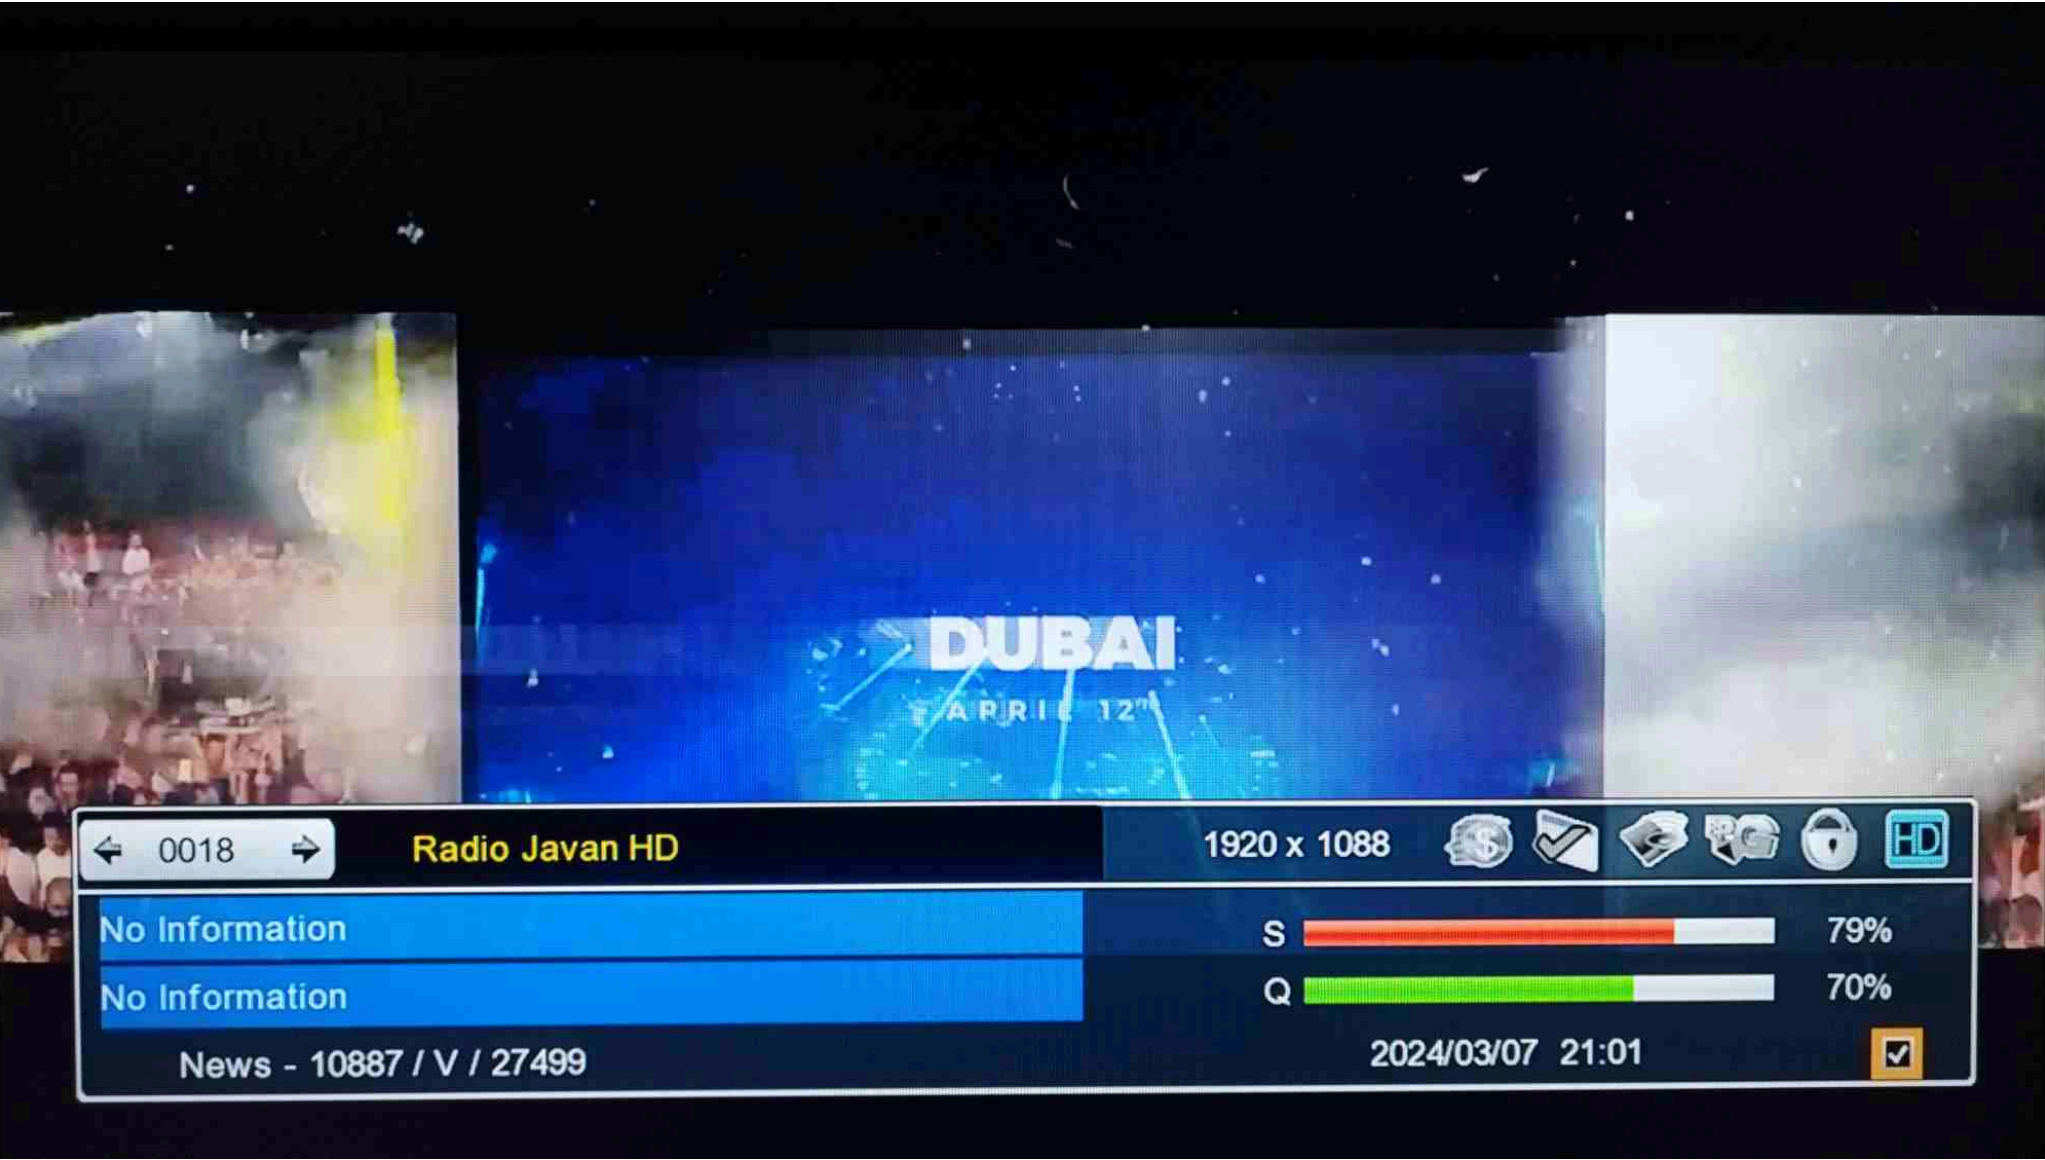 DUBAI
APRIL 12TH
0018
Radio Javan HD
1920 x 1088
HD
No Information
S
79%
No Information
Q
70%
News - 10887 / V / 27499
2024/03/07 21:01